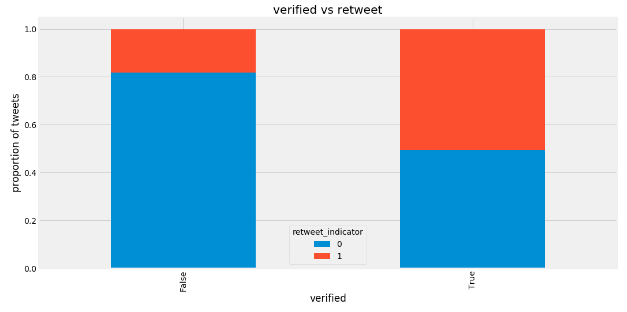 verified vs retweet
proportion of tweets
1.0
0.8
0.6
0.4
0.2
0.0
retweet_indicator
0
1
False
True
verified